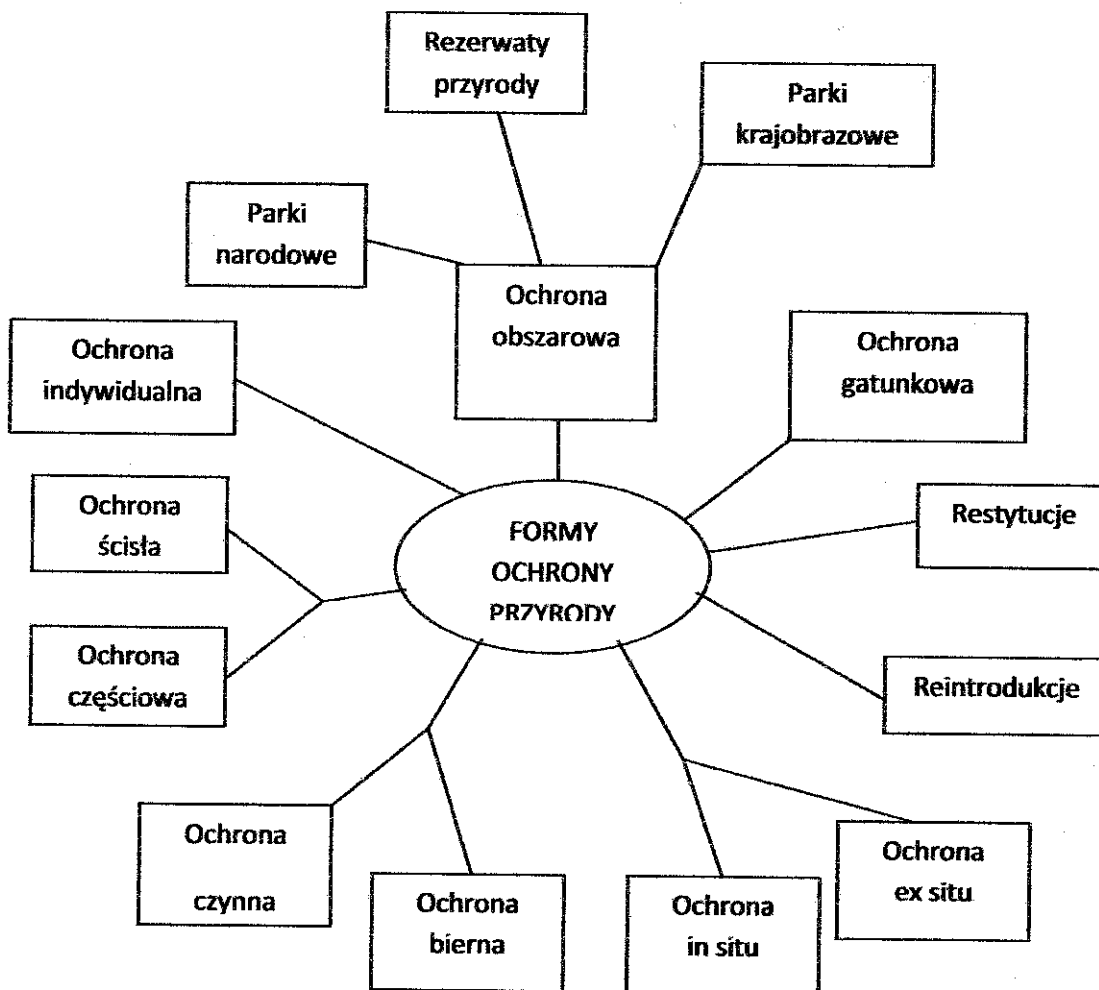 Rezerwaty
przyrody
Parki
krajobrazowe
Parki
narodowe
Ochrona
obszarowa
Ochrona
gatunkowa
Ochrona
indywidualna
Ochrona
ścisła
FORMY
OCHRONY
PRZYRODY
Restytucje
Ochrona
częściowa
Reintrodukcje
Ochrona
czynna
Ochrona
bierna
Ochrona
in situ
Ochrona
ex situ